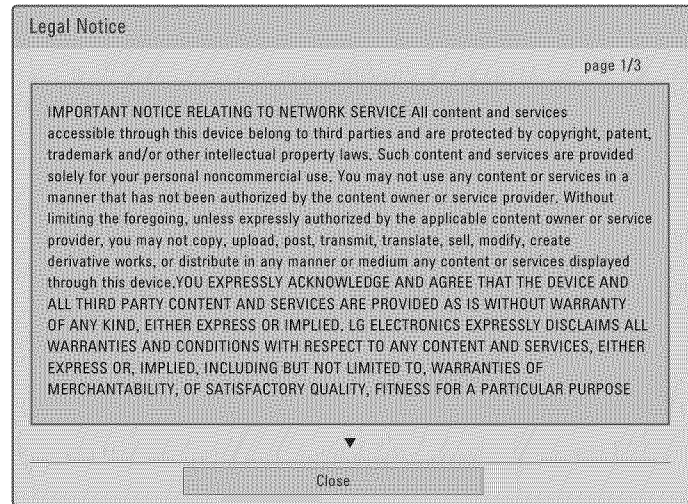 Legal Notice
page 1/3
IMPORTANT NOTICE RELATING TO NETWORK SERVICE All content and services
accessible through this device belong to third parties and are protected by copyright, patent,
trademark and/or other intellectual property laws. Such content and services are provided
solely for your personal noncommercial use. You may not use any content or services in a
manner that has not been authorized by the content owner or service provider. Without
limiting the foregoing, unless expressly authorized by the applicable content owner or service
provider, you may not copy, upload, post, transmit, translate, sell, modify, create
derivative works, or distribute in any manner or medium any content or services displayed
through this device.YOU EXPRESSLY ACKNOWLEDGE AND AGREE THAT THE DEVICE AND
ALL THIRD PARTY CONTENT AND SERVICES ARE PROVIDED AS IS WITHOUT WARRANTY
OF ANY KIND, EITHER EXPRESS OR IMPLIED. LG ELECTRONICS EXPRESSLY DISCLAIMS ALL
WARRANTIES AND CONDITIONS WITH RESPECT TO ANY CONTENT AND SERVICES, EITHER
EXPRESS OR, IMPLIED, INCLUDING BUT NOT LIMITED TO, WARRANTIES OF
MERCHANTABILITY, OF SATISFACTORY QUALITY, FITNESS FOR A PARTICULAR PURPOSE
Close